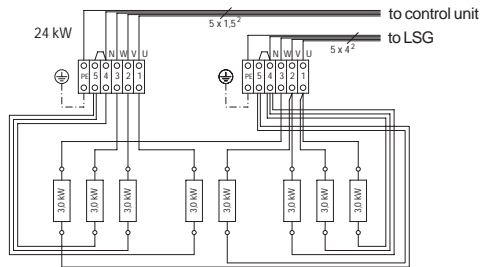 to control unit
5 x 1,5²
24 kW
to LSG
5 x 4²
N W V U
N W V U
PE 5 4 3 2 1
PE 5 4 3 2 1
3,0 kW 3,0 kW 3,0 kW 3,0 kW 3,0 kW 3,0 kW 3,0 kW 3,0 kW